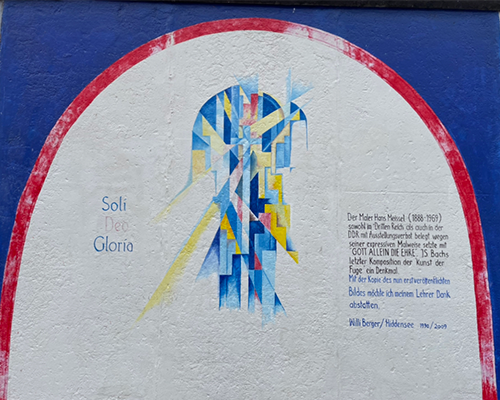 Soli
Deo
Gloria
Der Maler Hans Meissel (1888-1969)
sowohl im Dritten Reich als auch in der
DDR mit Ausstellungsverbot belegt wegen
seiner expressiven Malweise setzte mit
"GOTT ALLEIN DIE EHRE" JS Bachs
letzter Komposition der Kunst der
Fuge ein Denkmal.
Mit der Kopie des nun erstveröffentlichten
Bildes möchte ich meinem Lehrer Dank
abstatten.
Willi Berger/Hiddensee 1990/2009